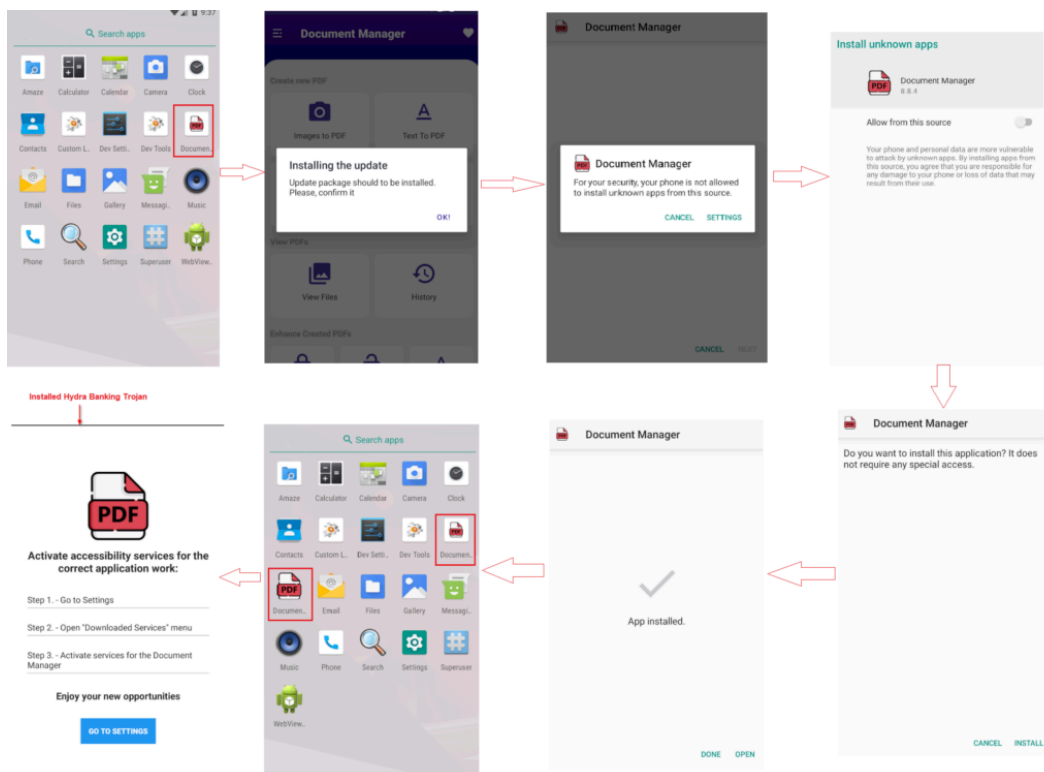 9:37
Search apps
Amaze Calculator Calendar Camera Clock
Contacts Custom L.. Dev Setti.. Dev Tools Documen..
Email Files Gallery Messagi.. Music
Phone Search Settings Superuser WebView..
Document Manager
Create new PDF
Images to PDF Text To PDF
Installing the update
Update package should to be installed.
Please, confirm it
OK!
View PDFs
View Files History
Enhance Created PDFs
Document Manager
PDF Document Manager
For your security, your phone is not allowed
to install unknown apps from this source.
CANCEL SETTINGS
CANCEL NEXT
Install unknown apps
PDF
Document Manager
8.8.4
Allow from this source
Your phone and personal data are more vulnerable
to attack by unknown apps. By installing apps from
this source, you agree that you are responsible for
any damage to your phone or loss of data that may
result from their use.
Document Manager
Do you want to install this application? It does
not require any special access.
CANCEL INSTALL
Document Manager
App installed.
DONE OPEN
Search apps
Amaze Calculator Calendar Camera Clock
Contacts Custom L.. Dev Setti.. Dev Tools Documen..
PDF
Documen.. Email Files Gallery Messagi..
Music Phone Search Settings Superuser
WebView..
Installed Hydra Banking Trojan
PDF
Activate accessibility services for the
correct application work:
Step 1. - Go to Settings
Step 2. - Open "Downloaded Services" menu
Step 3. - Activate services for the Document
Manager
Enjoy your new opportunities
GO TO SETTINGS